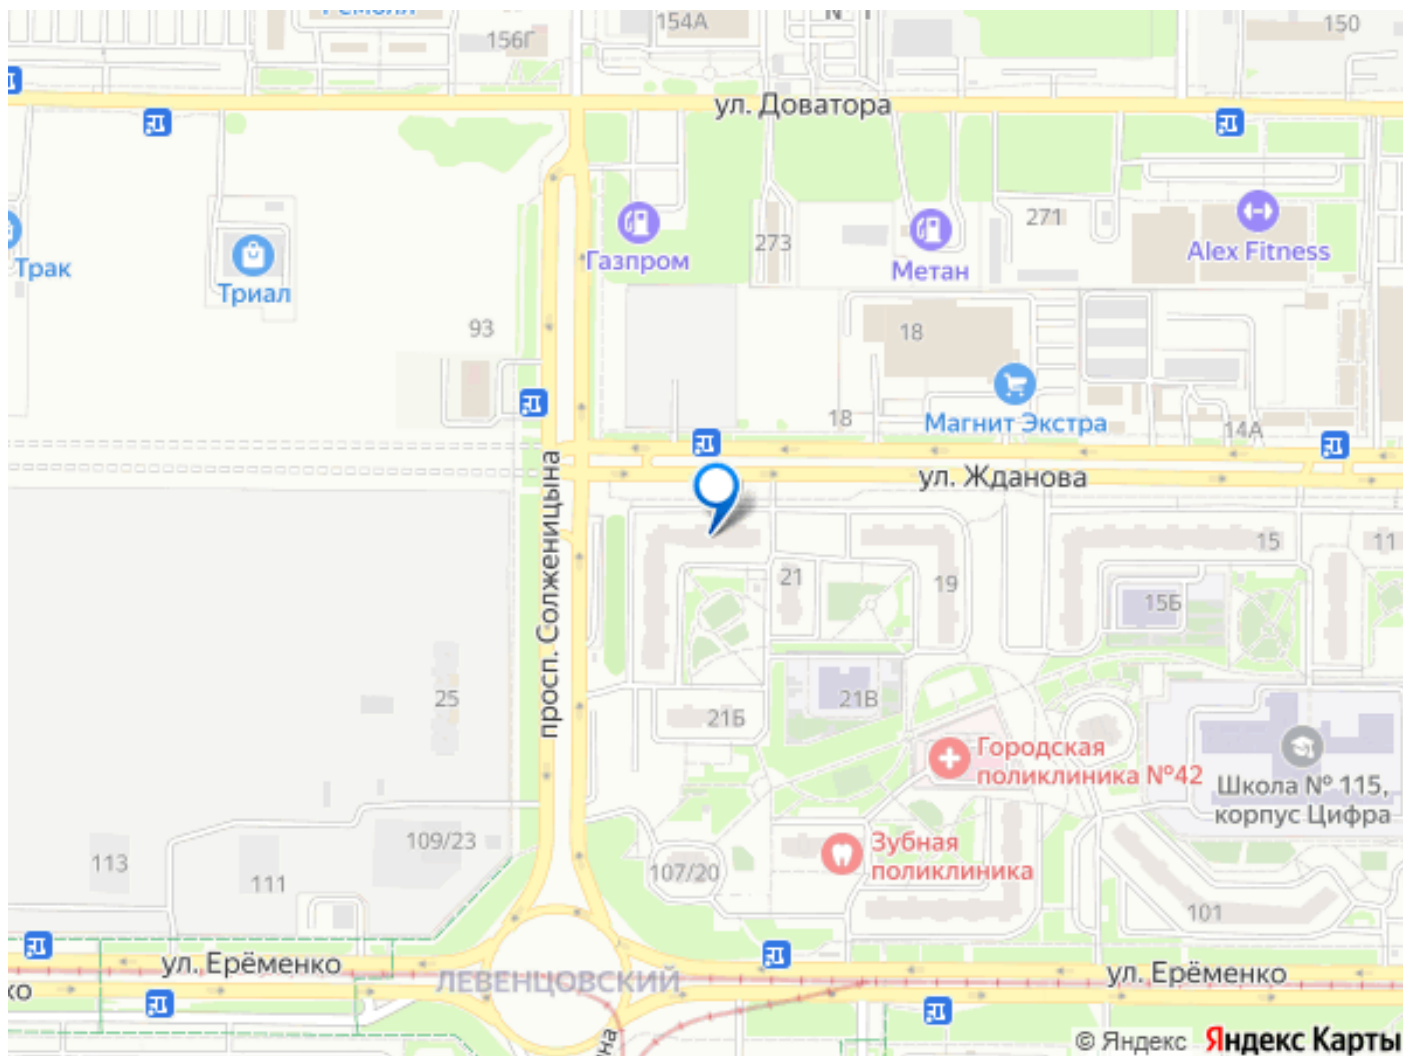 154А
150
156Г
ул. Доватора
Газпром
273
Метан
271
Alex Fitness
Трак
Триал
93
18
18
Магнит Экстра
14А
ул. Жданова
просп. Солженицына
15
11
21
19
15Б
25
21Б
21В
Городская
поликлиника №42
Школа № 115,
корпус Цифра
109/23
113
111
Зубная
поликлиника
107/20
101
ул. Ерёменко
ЛЕВЕНЦОВСКИЙ
ул. Ерёменко
© Яндекс
Яндекс Карты